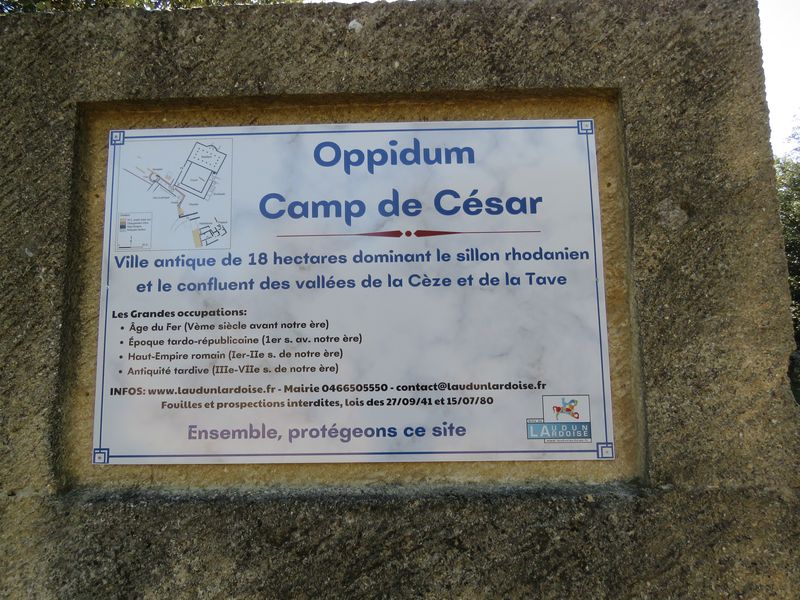 Oppidum
Camp de César
Ville antique de 18 hectares dominant le sillon rhodanien
et le confluent des vallées de la Cèze et de la Tave
Les Grandes occupations:
• Âge du Fer (Vème siècle avant notre ère)
• Époque tardo-républicaine (1er s. av. notre ère)
• Haut-Empire romain (Ier-IIe s. de notre ère)
• Antiquité tardive (IIIe-VIIe s. de notre ère)
INFOS: www.laudunlardoise.fr - Mairie 0466505550 - contact@laudunlardoise.fr
Fouilles et prospections interdites, lois des 27/09/41 et 15/07/80
Ensemble, protégeons ce site
LAUDUN
LARDOISE